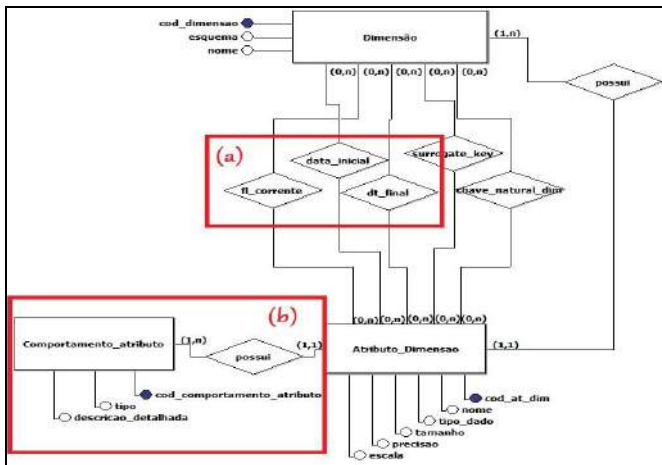 cod_dimensao
esquema
nome
Dimensão
(1,n)
(0,n) (0,n) (0,n) (0,n) (0,n)
possui
(a)
data_inicial
surrogate_key
fl_corrente
dt_final
chave_natural_dim
(b)
(0,n) (0,n) (0,n) (0,n) (0,n)
Comportamento_atributo
(1,n)
possui
(1,1)
Atributo_Dimensao
(1,1)
cod_comportamento_atributo
tipo
descricao_detalhada
cod_at_dim
nome
tipo_dado
tamanho
precisao
escala